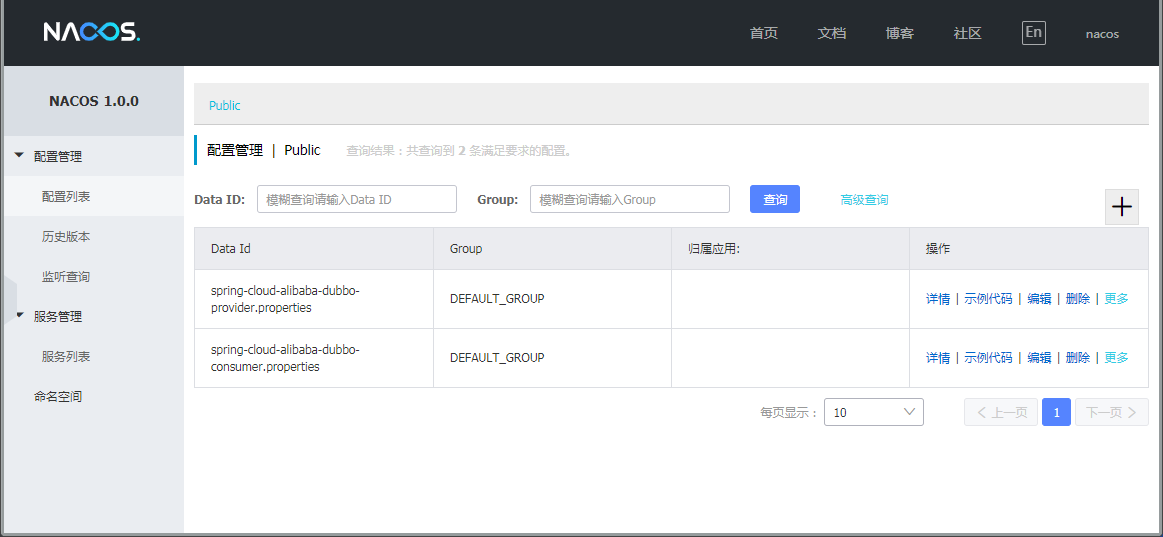 NACOS.
首页 文档 博客 社区 En nacos
NACOS 1.0.0
配置管理
配置列表
历史版本
监听查询
服务管理
服务列表
命名空间
Public
配置管理 | Public 查询结果：共查询到 2 条满足要求的配置。
Data ID: 模糊查询请输入Data ID Group: 模糊查询请输入Group 查询 高级查询
Data Id Group 归属应用: 操作
spring-cloud-alibaba-dubbo-
provider.properties
DEFAULT_GROUP
详情 | 示例代码 | 编辑 | 删除 | 更多
spring-cloud-alibaba-dubbo-
consumer.properties
DEFAULT_GROUP
详情 | 示例代码 | 编辑 | 删除 | 更多
每页显示： 10 上一页 1 下一页